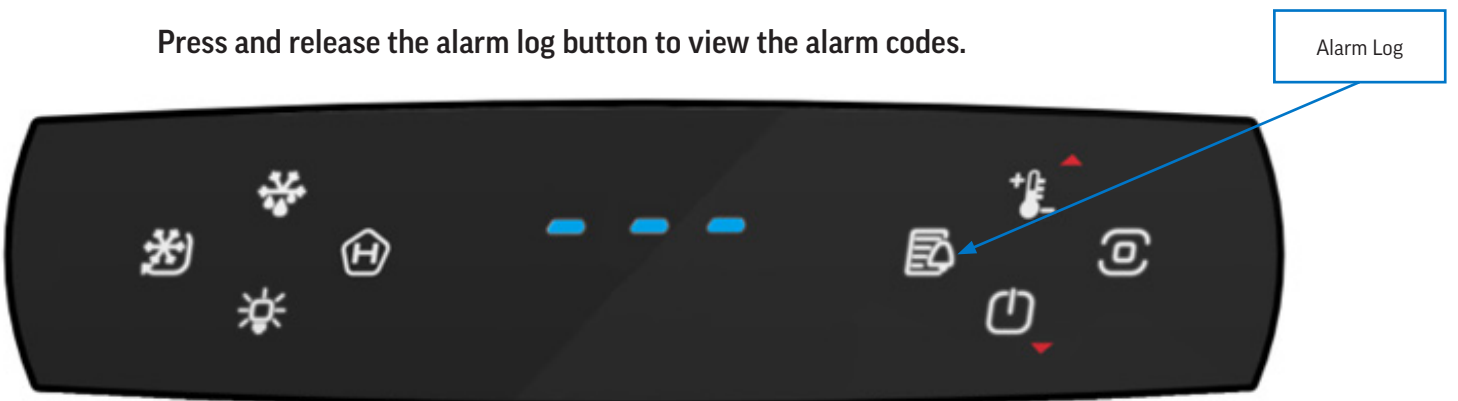 Press and release the alarm log button to view the alarm codes.
Alarm Log
- - -
H